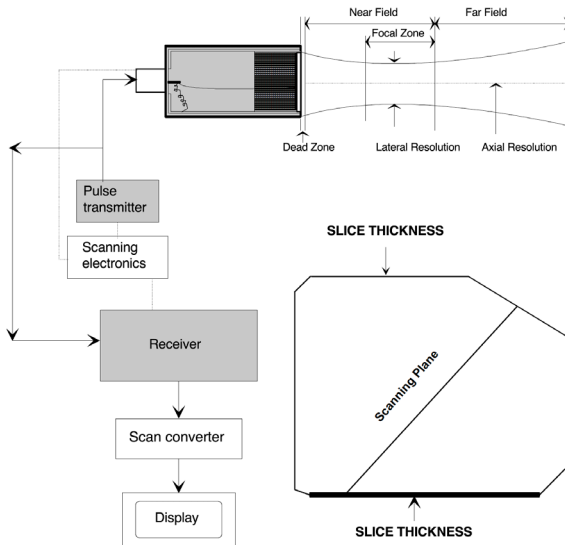 Near Field
Far Field
Focal Zone
Dead Zone
Lateral Resolution
Axial Resolution
Pulse
transmitter
Scanning
electronics
Receiver
Scan converter
Display
SLICE THICKNESS
Scanning Plane
SLICE THICKNESS